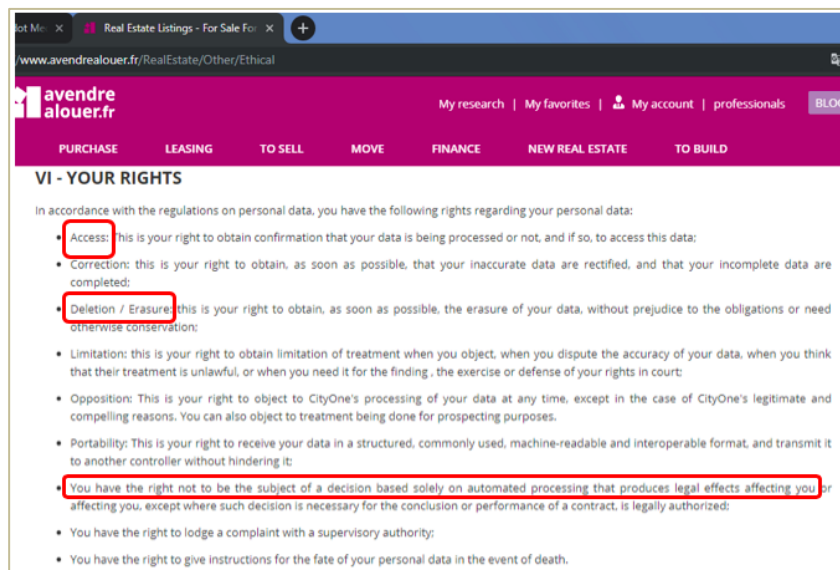 Real Estate Listings - For Sale For
/www.avendrealouer.fr/RealEstate/Other/Ethical
avendre
alouer.fr
My research | My favorites | My account | professionals
PURCHASE LEASING TO SELL MOVE FINANCE NEW REAL ESTATE TO BUILD
VI - YOUR RIGHTS
In accordance with the regulations on personal data, you have the following rights regarding your personal data:
Access: This is your right to obtain confirmation that your data is being processed or not, and if so, to access this data;
Correction: this is your right to obtain, as soon as possible, that your inaccurate data are rectified, and that your incomplete data are
completed;
Deletion / Erasure: this is your right to obtain, as soon as possible, the erasure of your data, without prejudice to the obligations or need
otherwise conservation;
Limitation: this is your right to obtain limitation of treatment when you object, when you dispute the accuracy of your data, when you think
that their treatment is unlawful, or when you need it for the finding , the exercise or defense of your rights in court;
Opposition: This is your right to object to CityOne's processing of your data at any time, except in the case of CityOne's legitimate and
compelling reasons. You can also object to treatment being done for prospecting purposes.
Portability: This is your right to receive your data in a structured, commonly used, machine-readable and interoperable format, and transmit it
to another controller without hindering it;
You have the right not to be the subject of a decision based solely on automated processing that produces legal effects affecting you or
affecting you, except where such decision is necessary for the conclusion or performance of a contract, is legally authorized;
You have the right to lodge a complaint with a supervisory authority;
You have the right to give instructions for the fate of your personal data in the event of death.